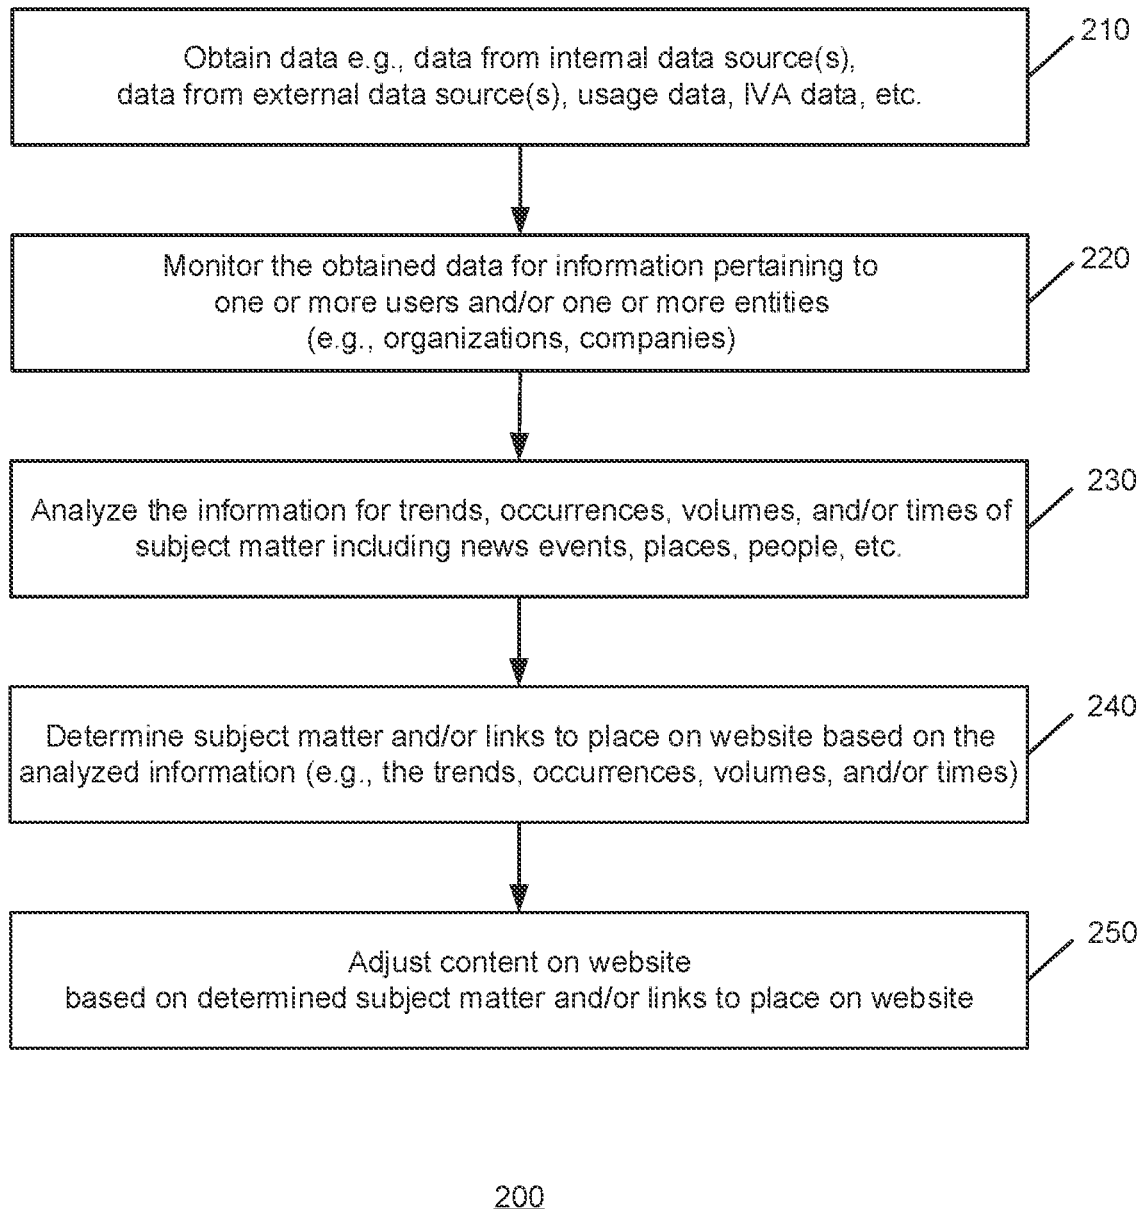 210
Obtain data e.g., data from internal data source(s),
data from external data source(s), usage data, IVA data, etc.
220
Monitor the obtained data for information pertaining to
one or more users and/or one or more entities
(e.g., organizations, companies)
230
Analyze the information for trends, occurrences, volumes, and/or times of
subject matter including news events, places, people, etc.
240
Determine subject matter and/or links to place on website based on the
analyzed information (e.g., the trends, occurrences, volumes, and/or times)
250
Adjust content on website
based on determined subject matter and/or links to place on website
200